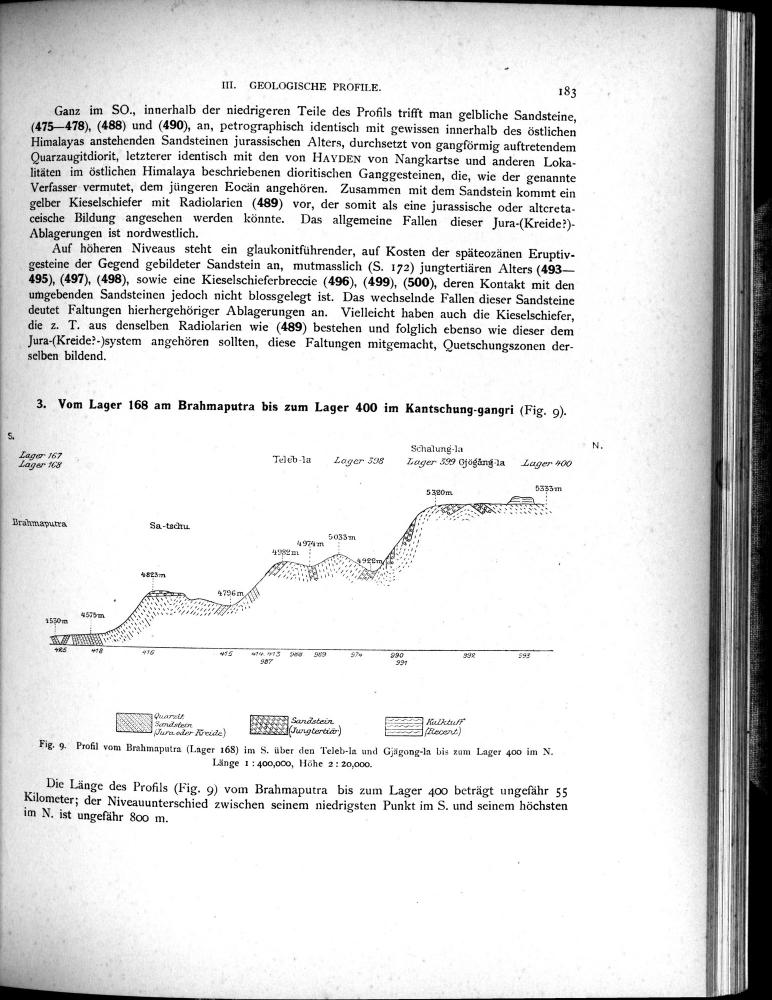 III. GEOLOGISCHE PROFILE.
183
Ganz im SO., innerhalb der niedrigeren Teile des Profils trifft man gelbliche Sandsteine,
(475—478), (488) und (490), an, petrographisch identisch mit gewissen innerhalb des östlichen
Himalayas anstehenden Sandsteinen jurassischen Alters, durchsetzt von gangförmig auftretendem
Quarzaugitdiorit, letzterer identisch mit den von HAYDEN von Nangkartse und anderen Loka-
litäten im östlichen Himalaya beschriebenen dioritischen Ganggesteinen, die, wie der genannte
Verfasser vermutet, dem jüngeren Eocän angehören. Zusammen mit dem Sandstein kommt ein
gelber Kieselschiefer mit Radiolarien (489) vor, der somit als eine jurassische oder altcreta-
ceische Bildung angesehen werden könnte. Das allgemeine Fallen dieser Jura-(Kreide?)-
Ablagerungen ist nordwestlich.
Auf höheren Niveaus steht ein glaukonitführender, auf Kosten der späteozänen Eruptiv-
gesteine der Gegend gebildeter Sandstein an, mutmasslich (S. 172) jungtertiären Alters (493—
495), (497), (498), sowie eine Kieselschieferbreccie (496), (499), (500), deren Kontakt mit den
umgebenden Sandsteinen jedoch nicht blossgelegt ist. Das wechselnde Fallen dieser Sandsteine
deutet Faltungen hierhergehöriger Ablagerungen an. Vielleicht haben auch die Kieselschiefer,
die z. T. aus denselben Radiolarien wie (489) bestehen und folglich ebenso wie dieser dem
Jura-(Kreide?-)system angehören sollten, diese Faltungen mitgemacht, Quetschungszonen der-
selben bildend.
3. Vom Lager 168 am Brahmaputra bis zum Lager 400 im Kantschung-gangri (Fig. 9).
S.
N.
Lager 167
Lager 168
Teleb-la
Lager 398
Schalung-la
Lager 399 Gjögång-la
Lager 400
Brahmaputra
Sa-tschu
4530m
4575m
4823m
4796m
4982m
4974m
5033m
4922m
5320m
5333m
418
416
415
414 413
987
989
974
990
991
992
593
Quarzit
Sandstein
(Jura oder Kreide)
Sandstein
(Jungtertiär)
Kalktuff
(Recent)
Fig. 9. Profil vom Brahmaputra (Lager 168) im S. über den Teleb-la und Gjägong-la bis zum Lager 400 im N.
Länge 1 : 400,000, Höhe 2 : 20,000.
Die Länge des Profils (Fig. 9) vom Brahmaputra bis zum Lager 400 beträgt ungefähr 55
Kilometer; der Niveauunterschied zwischen seinem niedrigsten Punkt im S. und seinem höchsten
im N. ist ungefähr 800 m.